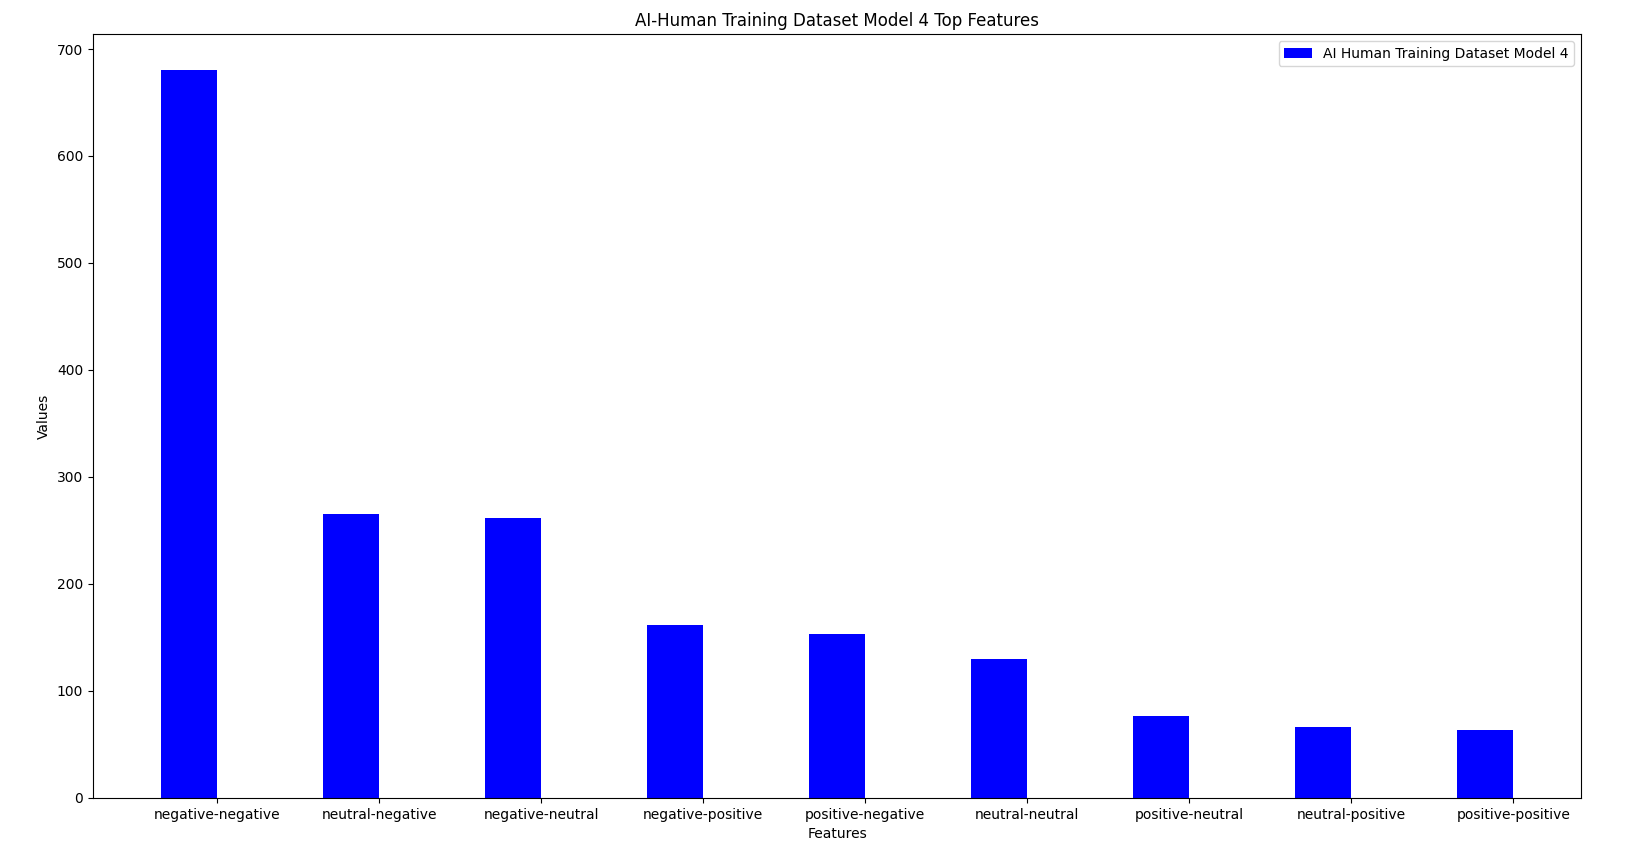 AI-Human Training Dataset Model 4 Top Features
AI Human Training Dataset Model 4
700
600
500
400
300
200
100
0
Values
negative-negative neutral-negative negative-neutral negative-positive positive-negative neutral-neutral positive-neutral neutral-positive positive-positive
Features